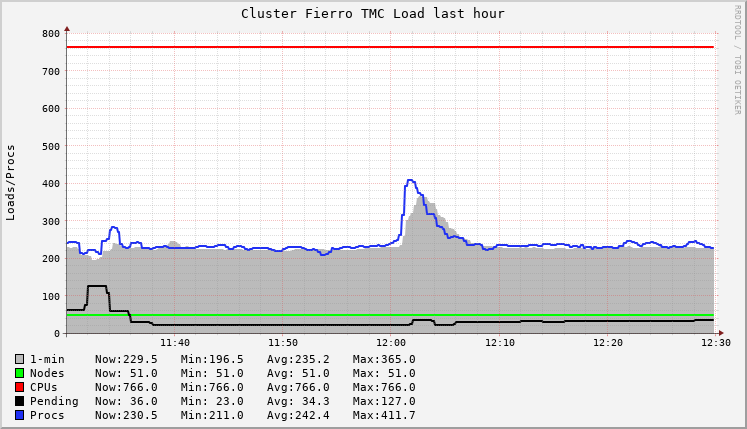 Cluster Fierro TMC Load last hour
RRDTOOL / TOBI OETIKER
Loads/Procs
800
700
600
500
400
300
200
100
0
11:40 11:50 12:00 12:10 12:20 12:30
1-min Now:229.5 Min:196.5 Avg:235.2 Max:365.0
Nodes Now: 51.0 Min: 51.0 Avg: 51.0 Max: 51.0
CPUs Now:766.0 Min:766.0 Avg:766.0 Max:766.0
Pending Now: 36.0 Min: 23.0 Avg: 34.3 Max:127.0
Procs Now:230.5 Min:211.0 Avg:242.4 Max:411.7